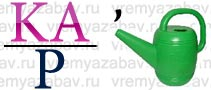 КА ,
Р
vremyazabav.ru